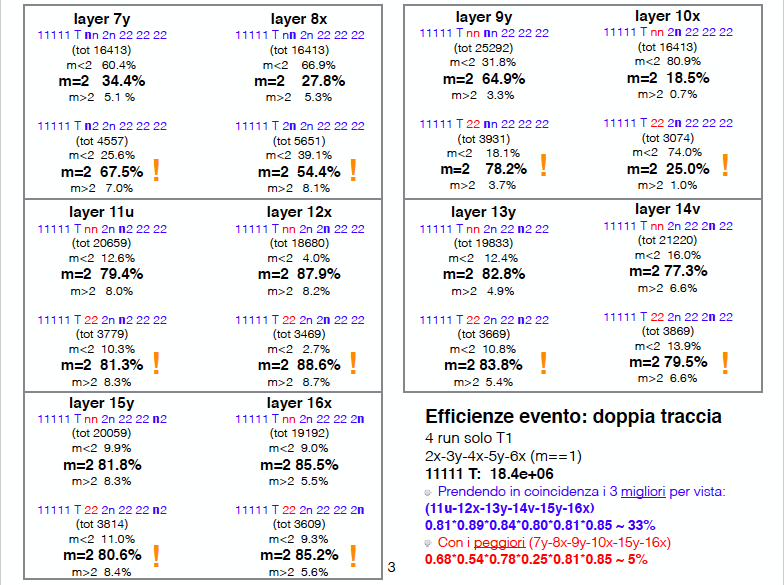 layer 7y
11111 T nn 2n 22 22 22
(tot 16413)
m<2 60.4%
m=2 34.4%
m>2 5.1 %
11111 T n2 2n 22 22 22
(tot 4557)
m<2 25.6%
m=2 67.5% !
m>2 7.0%
layer 8x
11111 T nn 2n 22 22 22
(tot 16413)
m<2 66.9%
m=2 27.8%
m>2 5.3%
11111 T 2n 2n 22 22 22
(tot 5651)
m<2 39.1%
m=2 54.4% !
m>2 8.1%
layer 9y
11111 T nn nn 22 22 22
(tot 25292)
m<2 31.8%
m=2 64.9%
m>2 3.3%
11111 T 22 nn 22 22 22
(tot 3931)
m<2 18.1%
m=2 78.2% !
m>2 3.7%
layer 10x
11111 T nn 2n 22 22 22
(tot 16413)
m<2 80.9%
m=2 18.5%
m>2 0.7%
11111 T 22 2n 22 22 22
(tot 3074)
m<2 74.0%
m=2 25.0% !
m>2 1.0%
layer 11u
11111 T nn 2n n2 22 22
(tot 20659)
m<2 12.6%
m=2 79.4%
m>2 8.0%
11111 T 22 2n n2 22 22
(tot 3779)
m<2 10.3%
m=2 81.3% !
m>2 8.3%
layer 12x
11111 T nn 2n 2n 22 22
(tot 18680)
m<2 4.0%
m=2 87.9%
m>2 8.2%
11111 T 22 2n 2n 22 22
(tot 3469)
m<2 2.7%
m=2 88.6% !
m>2 8.7%
layer 13y
11111 T nn 2n 22 n2 22
(tot 19833)
m<2 12.4%
m=2 82.8%
m>2 4.9%
11111 T 22 2n 22 n2 22
(tot 3669)
m<2 10.8%
m=2 83.8% !
m>2 5.4%
layer 14v
11111 T nn 2n 22 2n 22
(tot 21220)
m<2 16.0%
m=2 77.3%
m>2 6.6%
11111 T 22 2n 22 2n 22
(tot 3869)
m<2 13.9%
m=2 79.5% !
m>2 6.6%
layer 15y
11111 T nn 2n 22 22 n2
(tot 20059)
m<2 9.9%
m=2 81.8%
m>2 8.3%
11111 T 22 2n 22 22 n2
(tot 3814)
m<2 11.0%
m=2 80.6% !
m>2 8.4%
layer 16x
11111 T nn 2n 22 22 2n
(tot 19192)
m<2 9.0%
m=2 85.5%
m>2 5.5%
11111 T 22 2n 22 22 2n
(tot 3609)
m<2 9.3%
m=2 85.2% !
m>2 5.6%
Efficienze evento: doppia traccia
4 run solo T1
2x-3y-4x-5y-6x (m==1)
11111 T: 18.4e+06
Prendendo in coincidenza i 3 migliori per vista:
(11u-12x-13y-14v-15y-16x)
0.81*0.89*0.84*0.80*0.81*0.85 ~ 33%
Con i peggiori (7y-8x-9y-10x-15y-16x)
0.68*0.54*0.78*0.25*0.81*0.85 ~ 5%
3